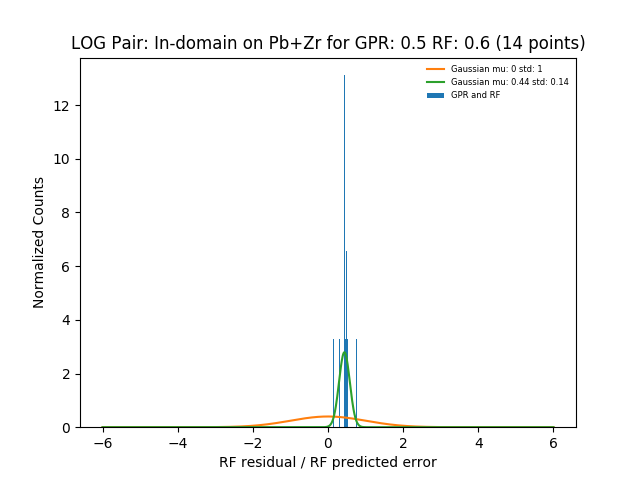 LOG Pair: In-domain on Pb+Zr for GPR: 0.5 RF: 0.6 (14 points)
Gaussian mu: 0 std: 1
Gaussian mu: 0.44 std: 0.14
GPR and RF
Normalized Counts
12
10
8
6
4
2
0
−6
−4
−2
0
2
4
6
RF residual / RF predicted error